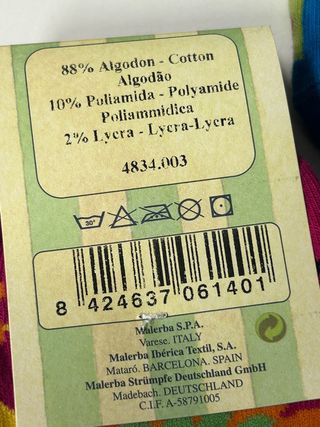 88% Algodon - Cotton
Algodão
10% Poliamida - Polyamide
Poliammidica
2% Lycra - Lycra-Lycra
4834.003
30°
8 424637 061401
Malerba S.P.A.
Varese. ITALY
Malerba Ibérica Textil, S.A.
Mataró. BARCELONA. SPAIN
Malerba Strümpfe Deutschland GmbH
Madebach. DEUTSCHLAND
C.I.F. A-58791005